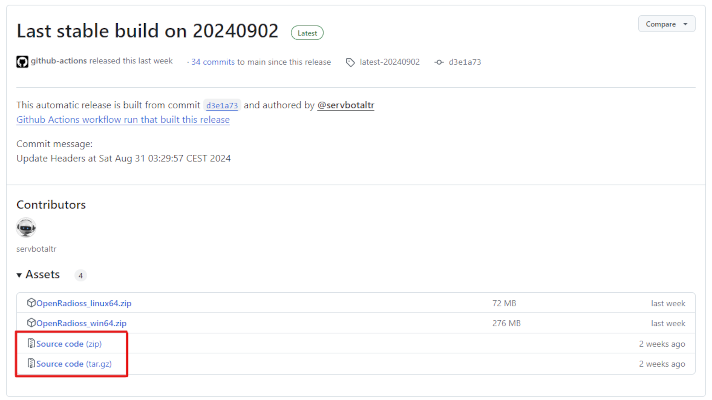 Last stable build on 20240902 Latest
Compare
github-actions released this last week · 34 commits to main since this release latest-20240902 d3e1a73
This automatic release is built from commit d3e1a73 and authored by @servbotaltr
Github Actions workflow run that built this release
Commit message:
Update Headers at Sat Aug 31 03:29:57 CEST 2024
Contributors
servbotaltr
Assets 4
OpenRadioss_linux64.zip 72 MB last week
OpenRadioss_win64.zip 276 MB last week
Source code (zip) 2 weeks ago
Source code (tar.gz) 2 weeks ago